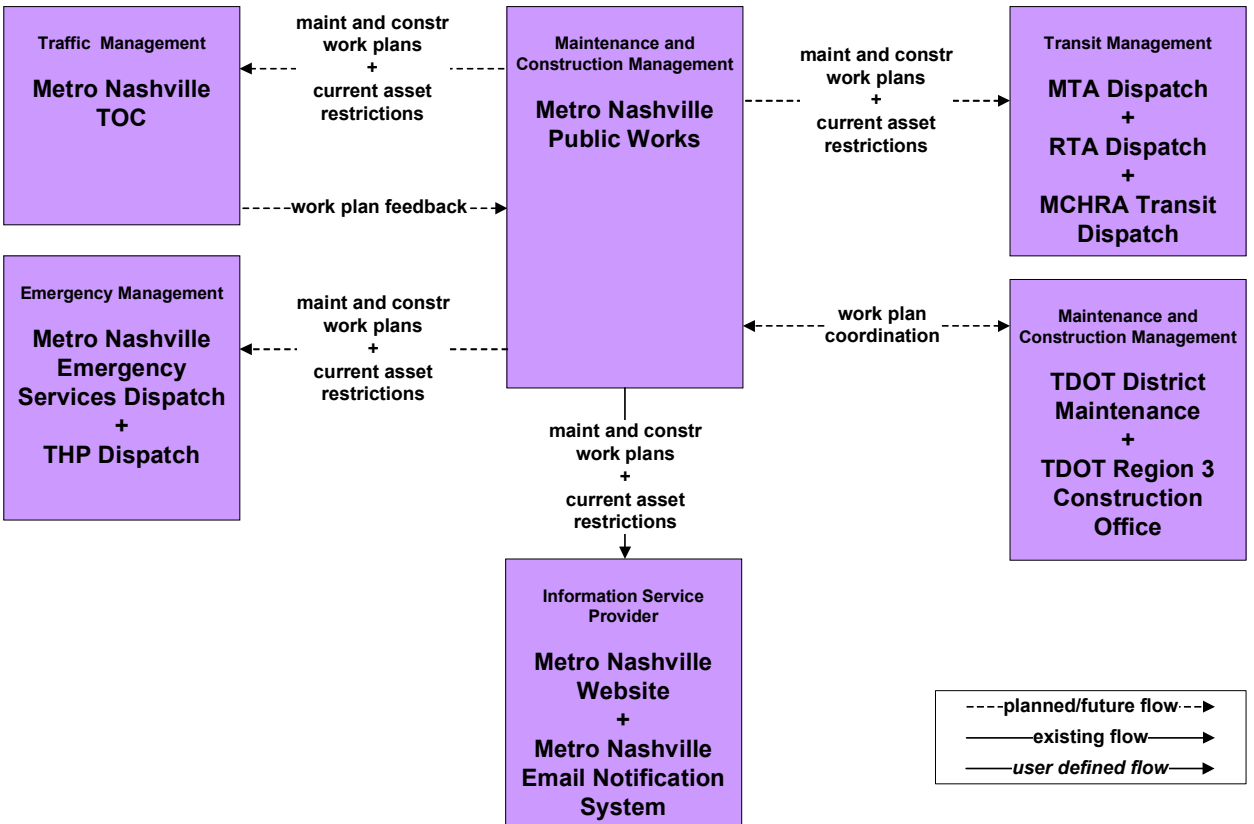 Traffic Management
Metro Nashville
TOC
maint and constr
work plans
+
current asset
restrictions
work plan feedback
Maintenance and
Construction Management
Metro Nashville
Public Works
maint and constr
work plans
+
current asset
restrictions
Transit Management
MTA Dispatch
+
RTA Dispatch
+
MCHRA Transit
Dispatch
Emergency Management
Metro Nashville
Emergency
Services Dispatch
+
THP Dispatch
maint and constr
work plans
+
current asset
restrictions
work plan
coordination
Maintenance and
Construction Management
TDOT District
Maintenance
+
TDOT Region 3
Construction
Office
maint and constr
work plans
+
current asset
restrictions
Information Service
Provider
Metro Nashville
Website
+
Metro Nashville
Email Notification
System
planned/future flow
existing flow
user defined flow